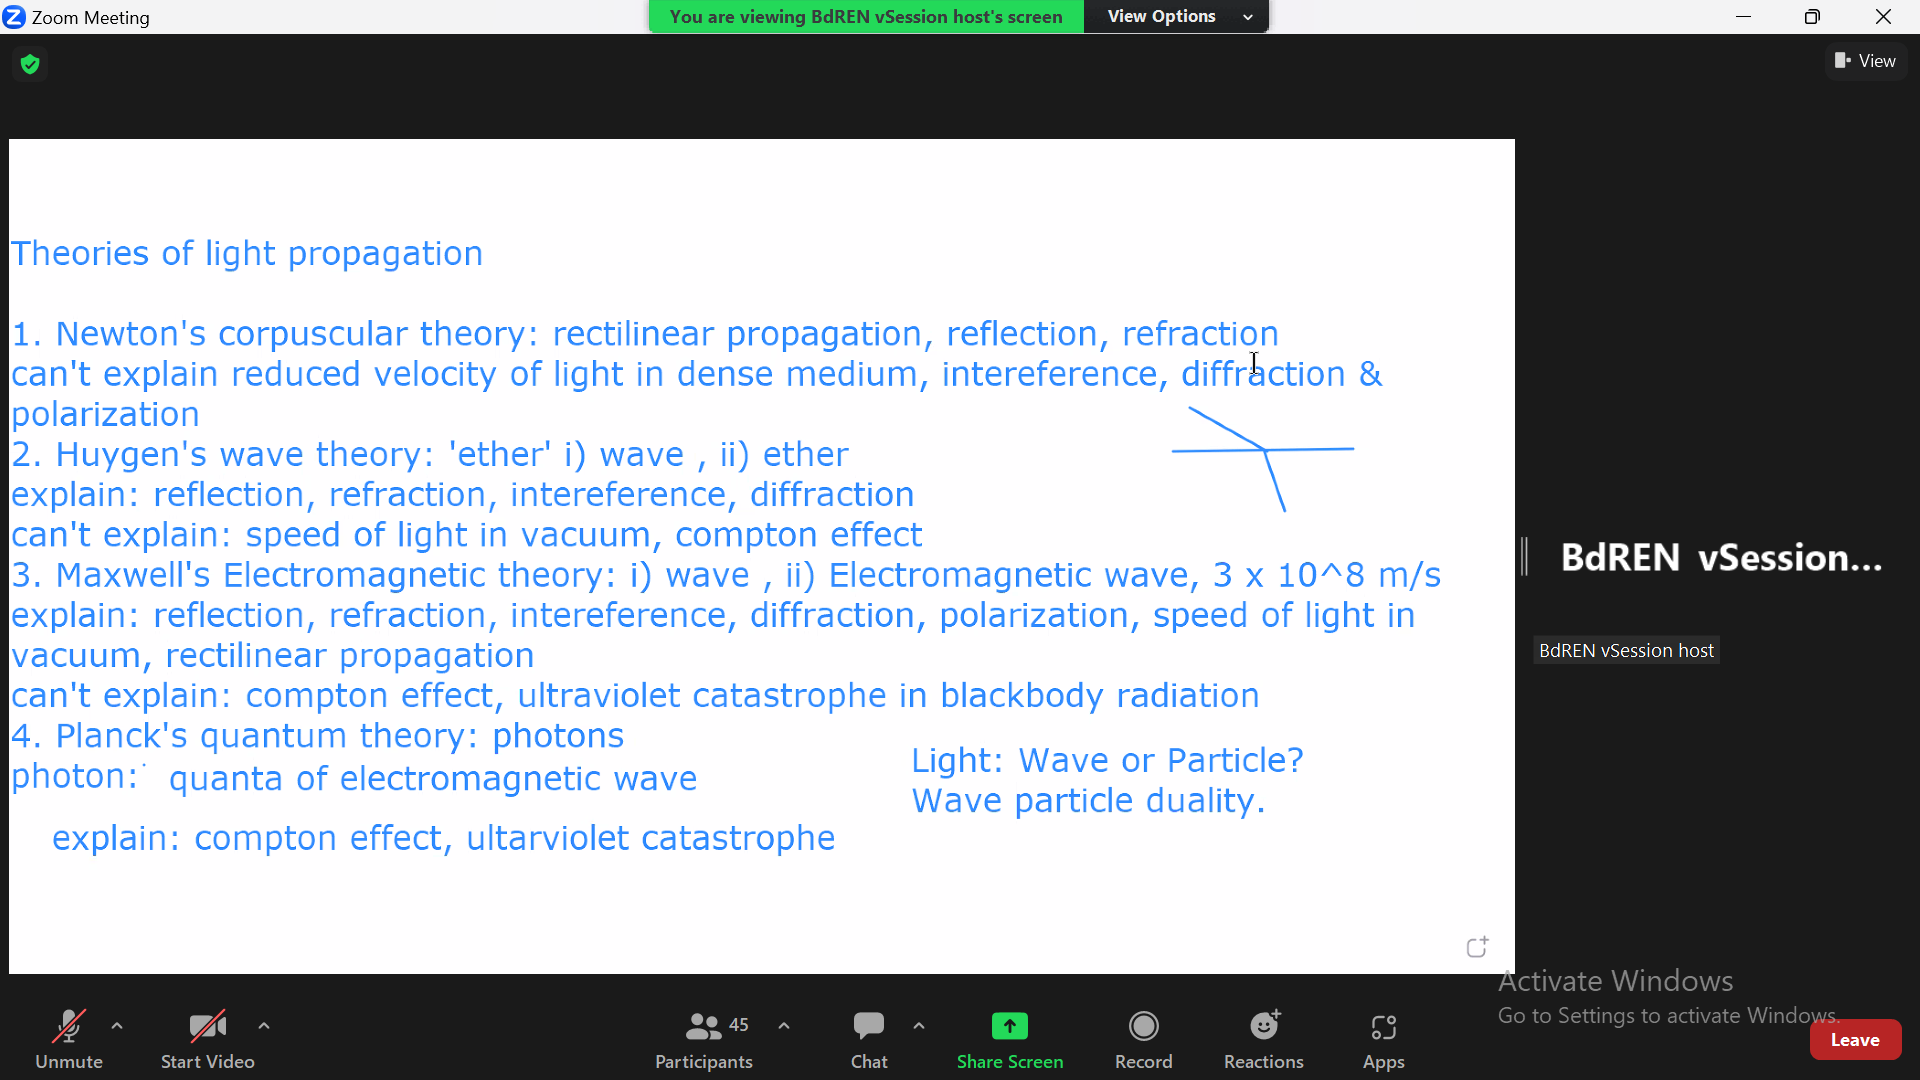 Zoom Meeting
You are viewing BdREN vSession host's screen
View Options
View
Theories of light propagation
1. Newton's corpuscular theory: rectilinear propagation, reflection, refraction
can't explain reduced velocity of light in dense medium, intereference, diffraction &
polarization
2. Huygen's wave theory: 'ether' i) wave , ii) ether
explain: reflection, refraction, intereference, diffraction
can't explain: speed of light in vacuum, compton effect
3. Maxwell's Electromagnetic theory: i) wave , ii) Electromagnetic wave, 3 x 10^8 m/s
explain: reflection, refraction, intereference, diffraction, polarization, speed of light in
vacuum, rectilinear propagation
can't explain: compton effect, ultraviolet catastrophe in blackbody radiation
4. Planck's quantum theory: photons
photon: quanta of electromagnetic wave
explain: compton effect, ultarviolet catastrophe
Light: Wave or Particle?
Wave particle duality.
BdREN vSession...
BdREN vSession host
Activate Windows
Go to Settings to activate Windows.
Unmute
Start Video
45
Participants
Chat
Share Screen
Record
Reactions
Apps
Leave